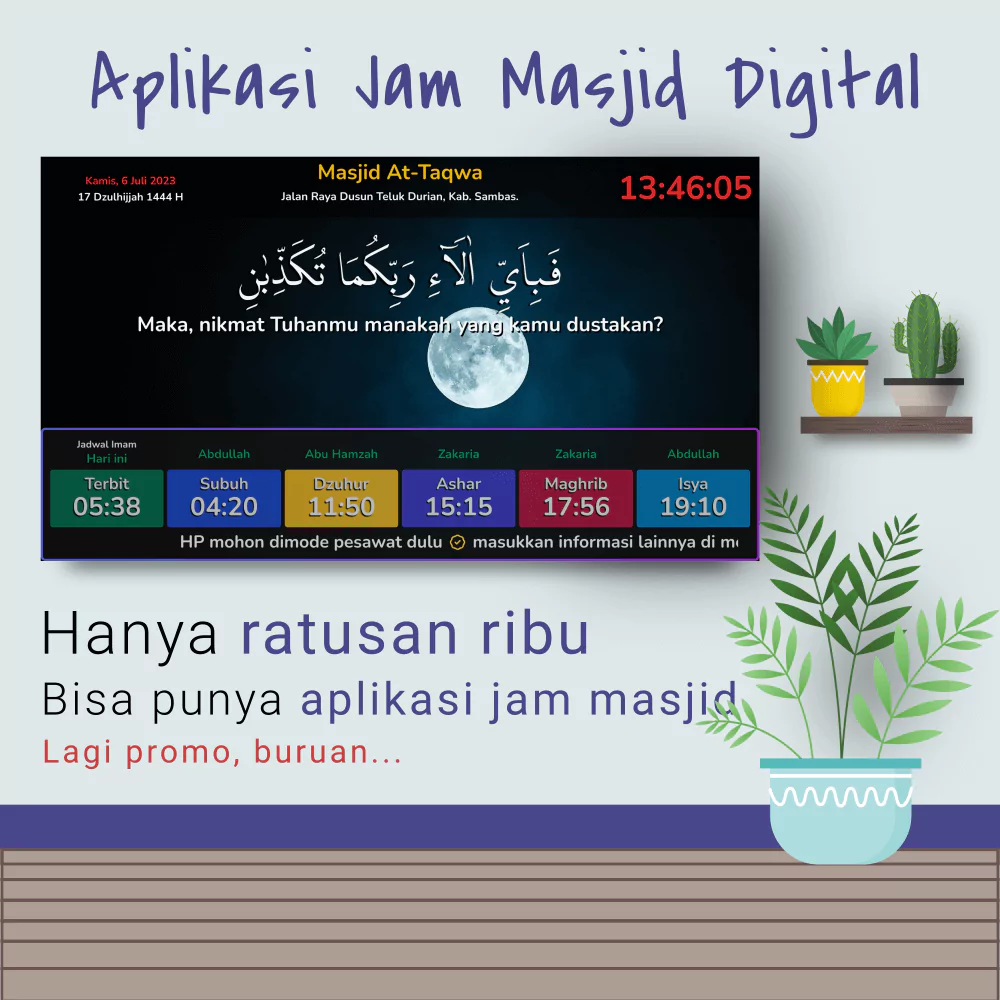 Aplikasi Jam Masjid Digital
Kamis, 6 Juli 2023
17 Dzulhijjah 1444 H
Masjid At-Taqwa
Jalan Raya Dusun Teluk Durian, Kab. Sambas.
13:46:05
فَبِاَيِّ اٰلَاۤءِ رَبِّكُمَا تُكَذِّبٰنِ
Maka, nikmat Tuhanmu manakah yang kamu dustakan?
Jadwal Imam
Hari ini
Abdullah
Abu Hamzah
Zakaria
Zakaria
Abdullah
Terbit
05:38
Subuh
04:20
Dzuhur
11:50
Ashar
15:15
Maghrib
17:56
Isya
19:10
HP mohon dimode pesawat dulu masukkan informasi lainnya di
Hanya ratusan ribu
Bisa punya aplikasi jam masjid
Lagi promo, buruan...